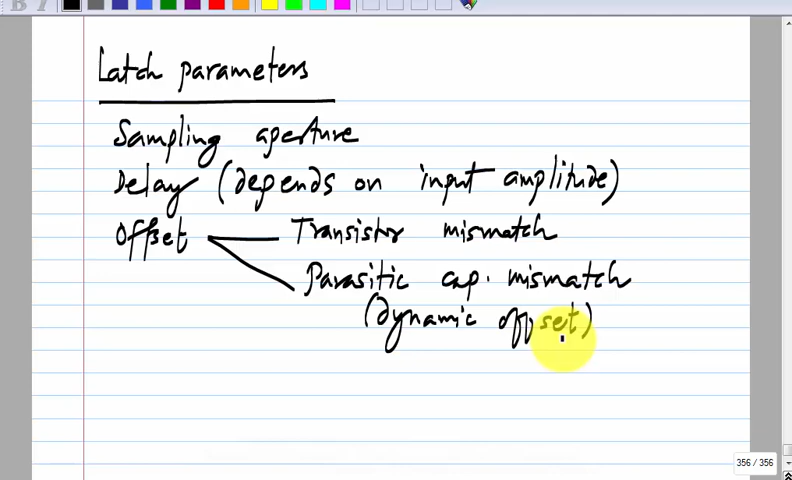 B I
Latch parameters
Sampling aperture
Delay (depends on input amplitude)
Offset Transistor mismatch
Parasitic cap. mismatch
(dynamic offset)
356 / 356